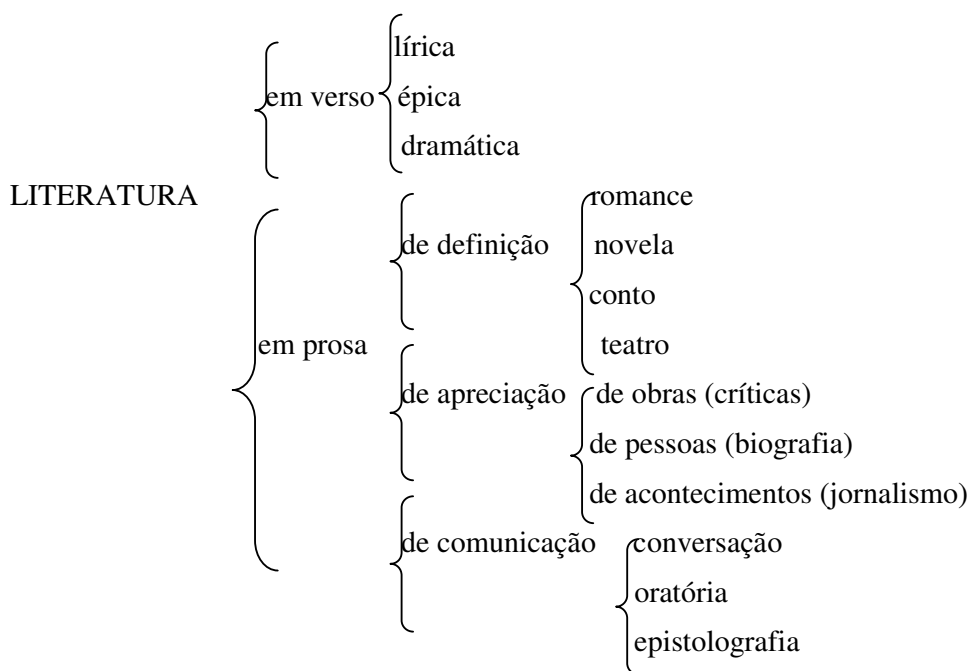 lírica
em verso épica
dramática
LITERATURA romance
de definição novela
conto
em prosa teatro
de apreciação de obras (críticas)
de pessoas (biografia)
de acontecimentos (jornalismo)
de comunicação conversação
oratória
epistolografia